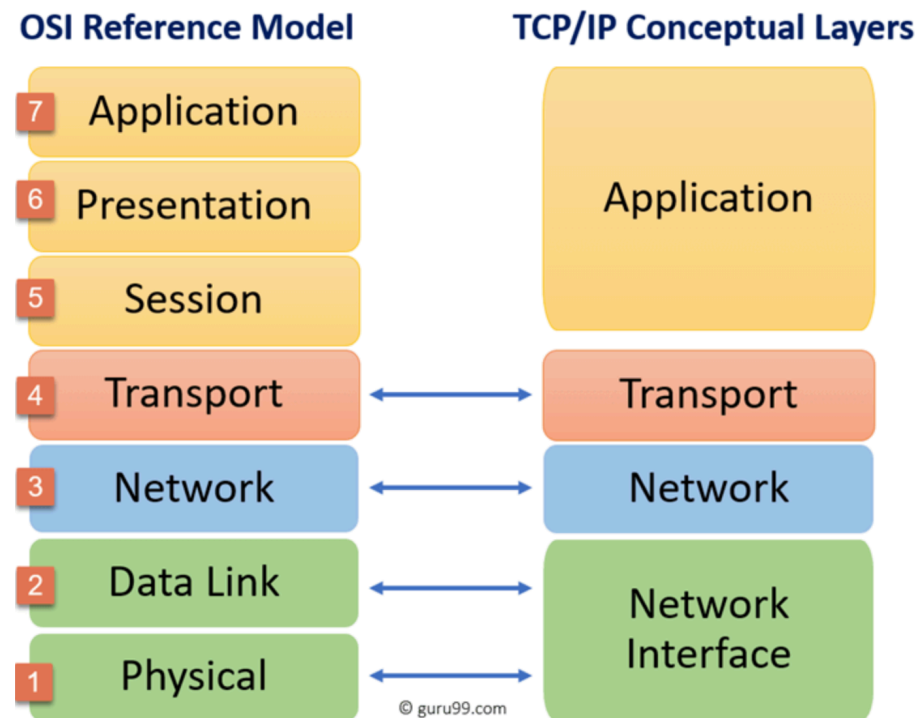 OSI Reference Model
TCP/IP Conceptual Layers
7 Application
6 Presentation
5 Session
4 Transport
3 Network
2 Data Link
1 Physical
Application
Transport
Network
Network
Interface
© guru99.com